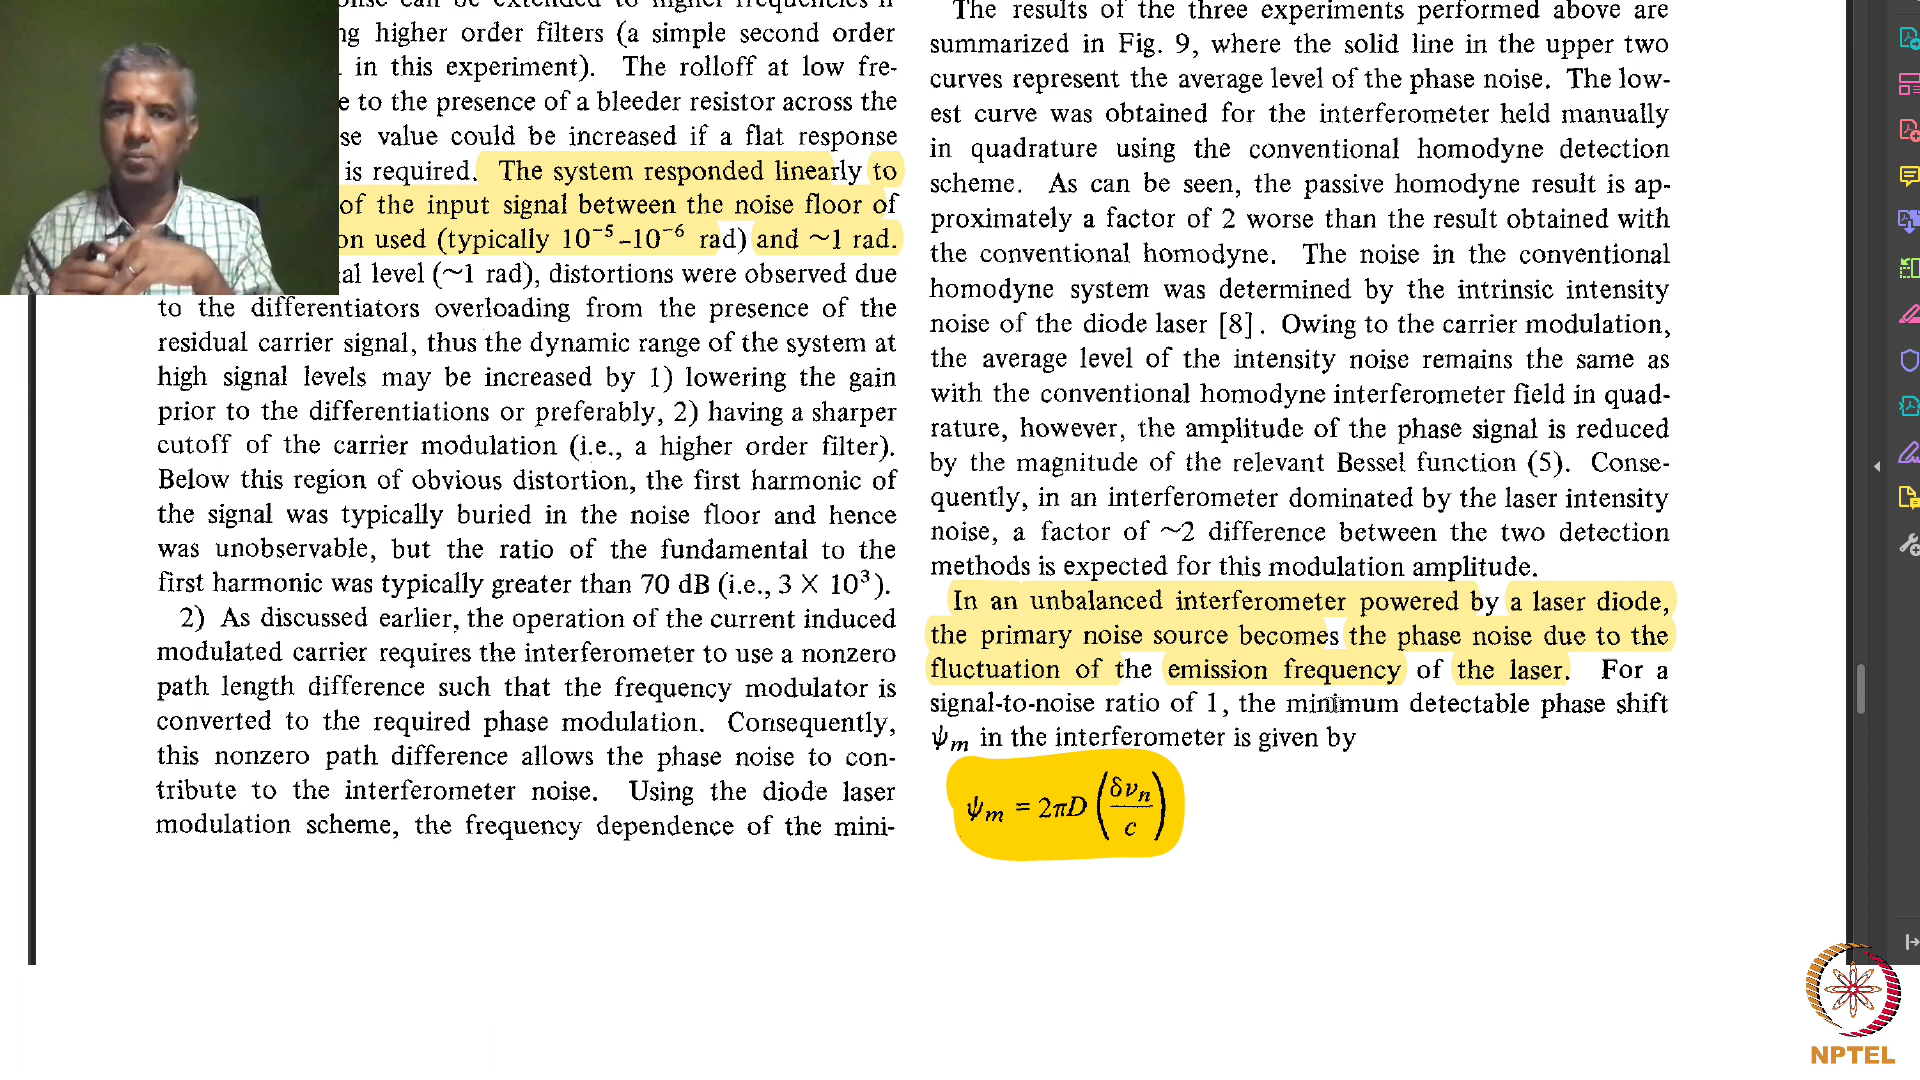 ng higher order filters (a simple second order
in this experiment). The rolloff at low fre-
e to the presence of a bleeder resistor across the
se value could be increased if a flat response
is required. The system responded linearly to
of the input signal between the noise floor of
on used (typically 10⁻⁵-10⁻⁶ rad) and ~1 rad.
al level (~1 rad), distortions were observed due
to the differentiators overloading from the presence of the
residual carrier signal, thus the dynamic range of the system at
high signal levels may be increased by 1) lowering the gain
prior to the differentiations or preferably, 2) having a sharper
cutoff of the carrier modulation (i.e., a higher order filter).
Below this region of obvious distortion, the first harmonic of
the signal was typically buried in the noise floor and hence
was unobservable, but the ratio of the fundamental to the
first harmonic was typically greater than 70 dB (i.e., 3 × 10³).
2) As discussed earlier, the operation of the current induced
modulated carrier requires the interferometer to use a nonzero
path length difference such that the frequency modulator is
converted to the required phase modulation. Consequently,
this nonzero path difference allows the phase noise to con-
tribute to the interferometer noise. Using the diode laser
modulation scheme, the frequency dependence of the mini-
The results of the three experiments performed above are
summarized in Fig. 9, where the solid line in the upper two
curves represent the average level of the phase noise. The low-
est curve was obtained for the interferometer held manually
in quadrature using the conventional homodyne detection
scheme. As can be seen, the passive homodyne result is ap-
proximately a factor of 2 worse than the result obtained with
the conventional homodyne. The noise in the conventional
homodyne system was determined by the intrinsic intensity
noise of the diode laser [8]. Owing to the carrier modulation,
the average level of the intensity noise remains the same as
with the conventional homodyne interferometer field in quad-
rature, however, the amplitude of the phase signal is reduced
by the magnitude of the relevant Bessel function (5). Conse-
quently, in an interferometer dominated by the laser intensity
noise, a factor of ~2 difference between the two detection
methods is expected for this modulation amplitude.
In an unbalanced interferometer powered by a laser diode,
the primary noise source becomes the phase noise due to the
fluctuation of the emission frequency of the laser. For a
signal-to-noise ratio of 1, the minimum detectable phase shift
ψₘ in the interferometer is given by
ψₘ = 2πD (δνₙ / c)
NPTEL